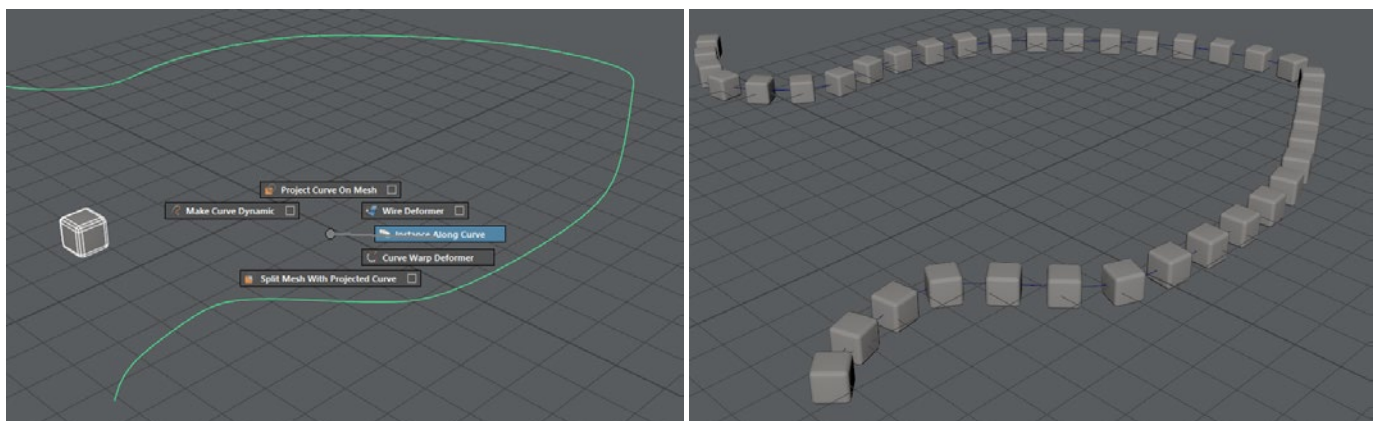 Project Curve On Mesh
Make Curve Dynamic
Wire Deformer
Instance Along Curve
Curve Warp Deformer
Split Mesh With Projected Curve